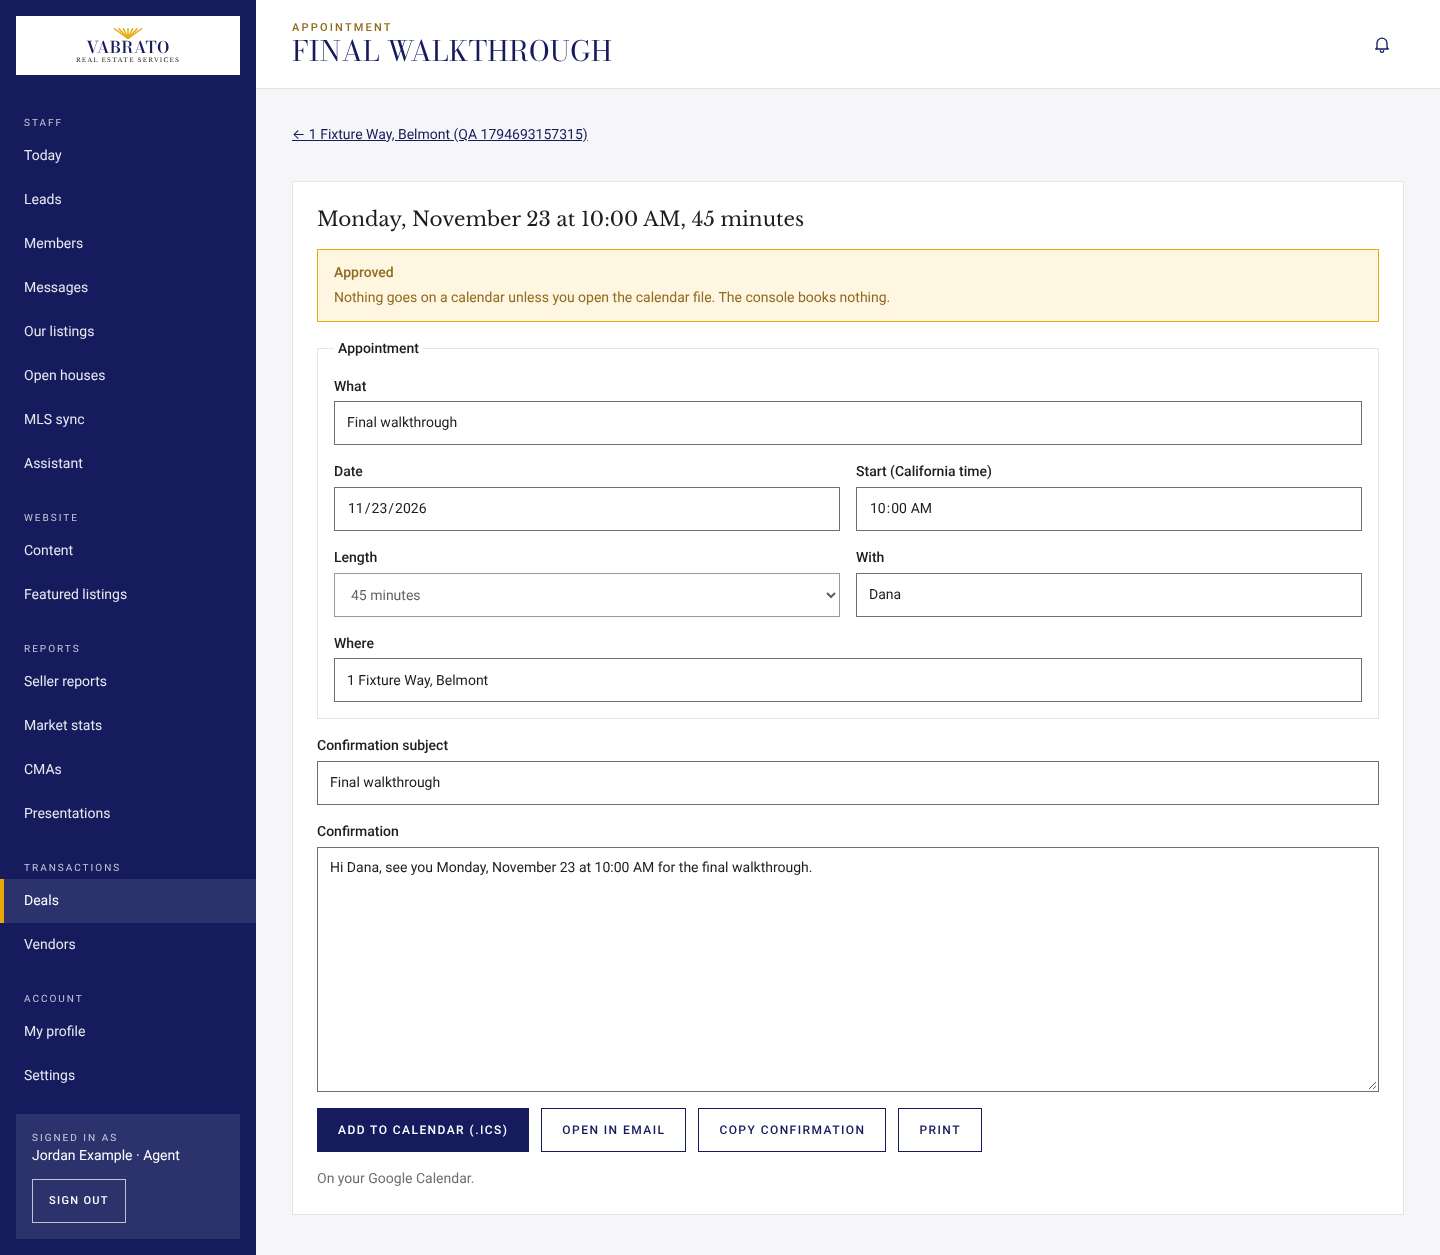 VABRATO
REAL ESTATE SERVICES
STAFF
Today
Leads
Members
Messages
Our listings
Open houses
MLS sync
Assistant
WEBSITE
Content
Featured listings
REPORTS
Seller reports
Market stats
CMAs
Presentations
TRANSACTIONS
Deals
Vendors
ACCOUNT
My profile
Settings
SIGNED IN AS
Jordan Example · Agent
SIGN OUT
APPOINTMENT
FINAL WALKTHROUGH
← 1 Fixture Way, Belmont (QA 1794693157315)
Monday, November 23 at 10:00 AM, 45 minutes
Approved
Nothing goes on a calendar unless you open the calendar file. The console books nothing.
Appointment
What
Final walkthrough
Date
Start (California time)
11/23/2026
10:00 AM
Length
With
45 minutes
Dana
Where
1 Fixture Way, Belmont
Confirmation subject
Final walkthrough
Confirmation
Hi Dana, see you Monday, November 23 at 10:00 AM for the final walkthrough.
ADD TO CALENDAR (.ICS)
OPEN IN EMAIL
COPY CONFIRMATION
PRINT
On your Google Calendar.